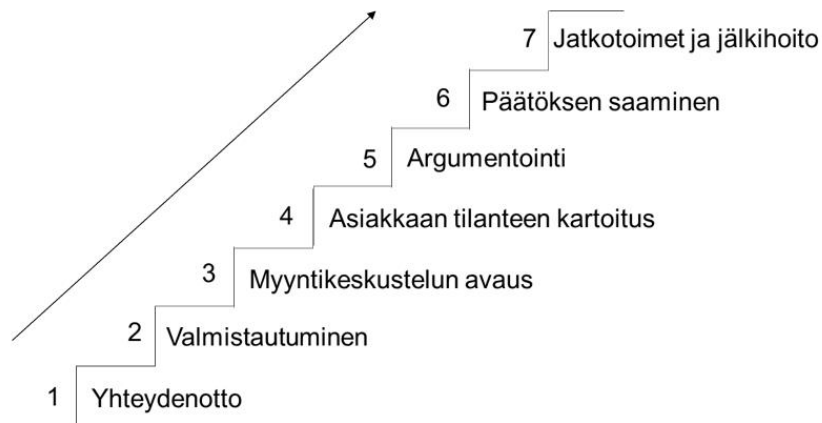 7 Jatkotoimet ja jälkihoito
6 Päätöksen saaminen
5 Argumentointi
4 Asiakkaan tilanteen kartoitus
3 Myyntikeskustelun avaus
2 Valmistautuminen
1 Yhteydenotto